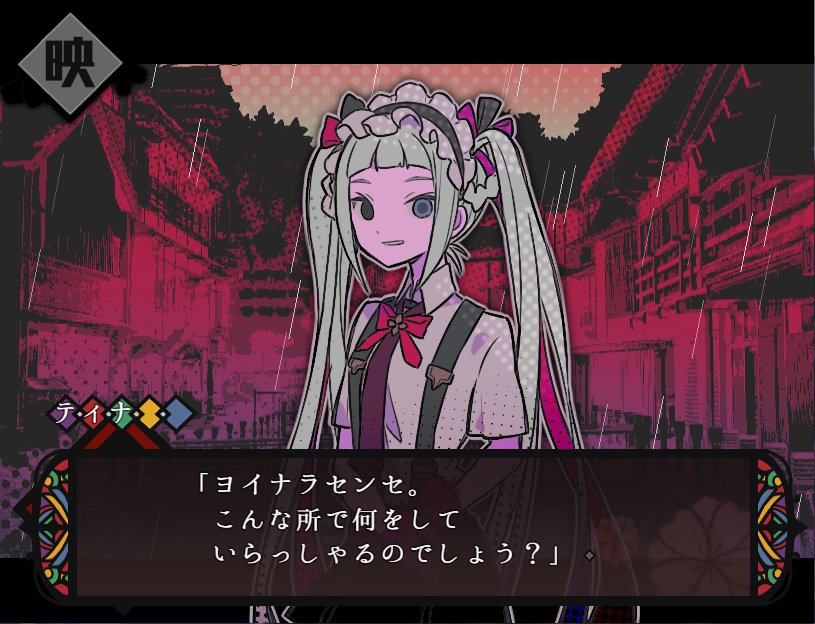 映
ティナ
「ヨイナラセンセ。
こんな所で何をして
いらっしゃるのでしょう？」